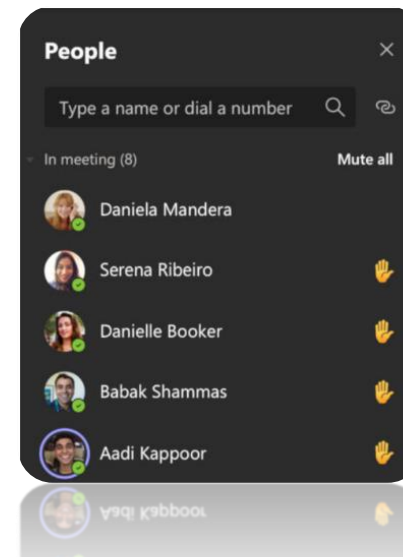 People
Type a name or dial a number
In meeting (8) Mute all
Daniela Mandera
Serena Ribeiro
Danielle Booker
Babak Shammas
Aadi Kappoor